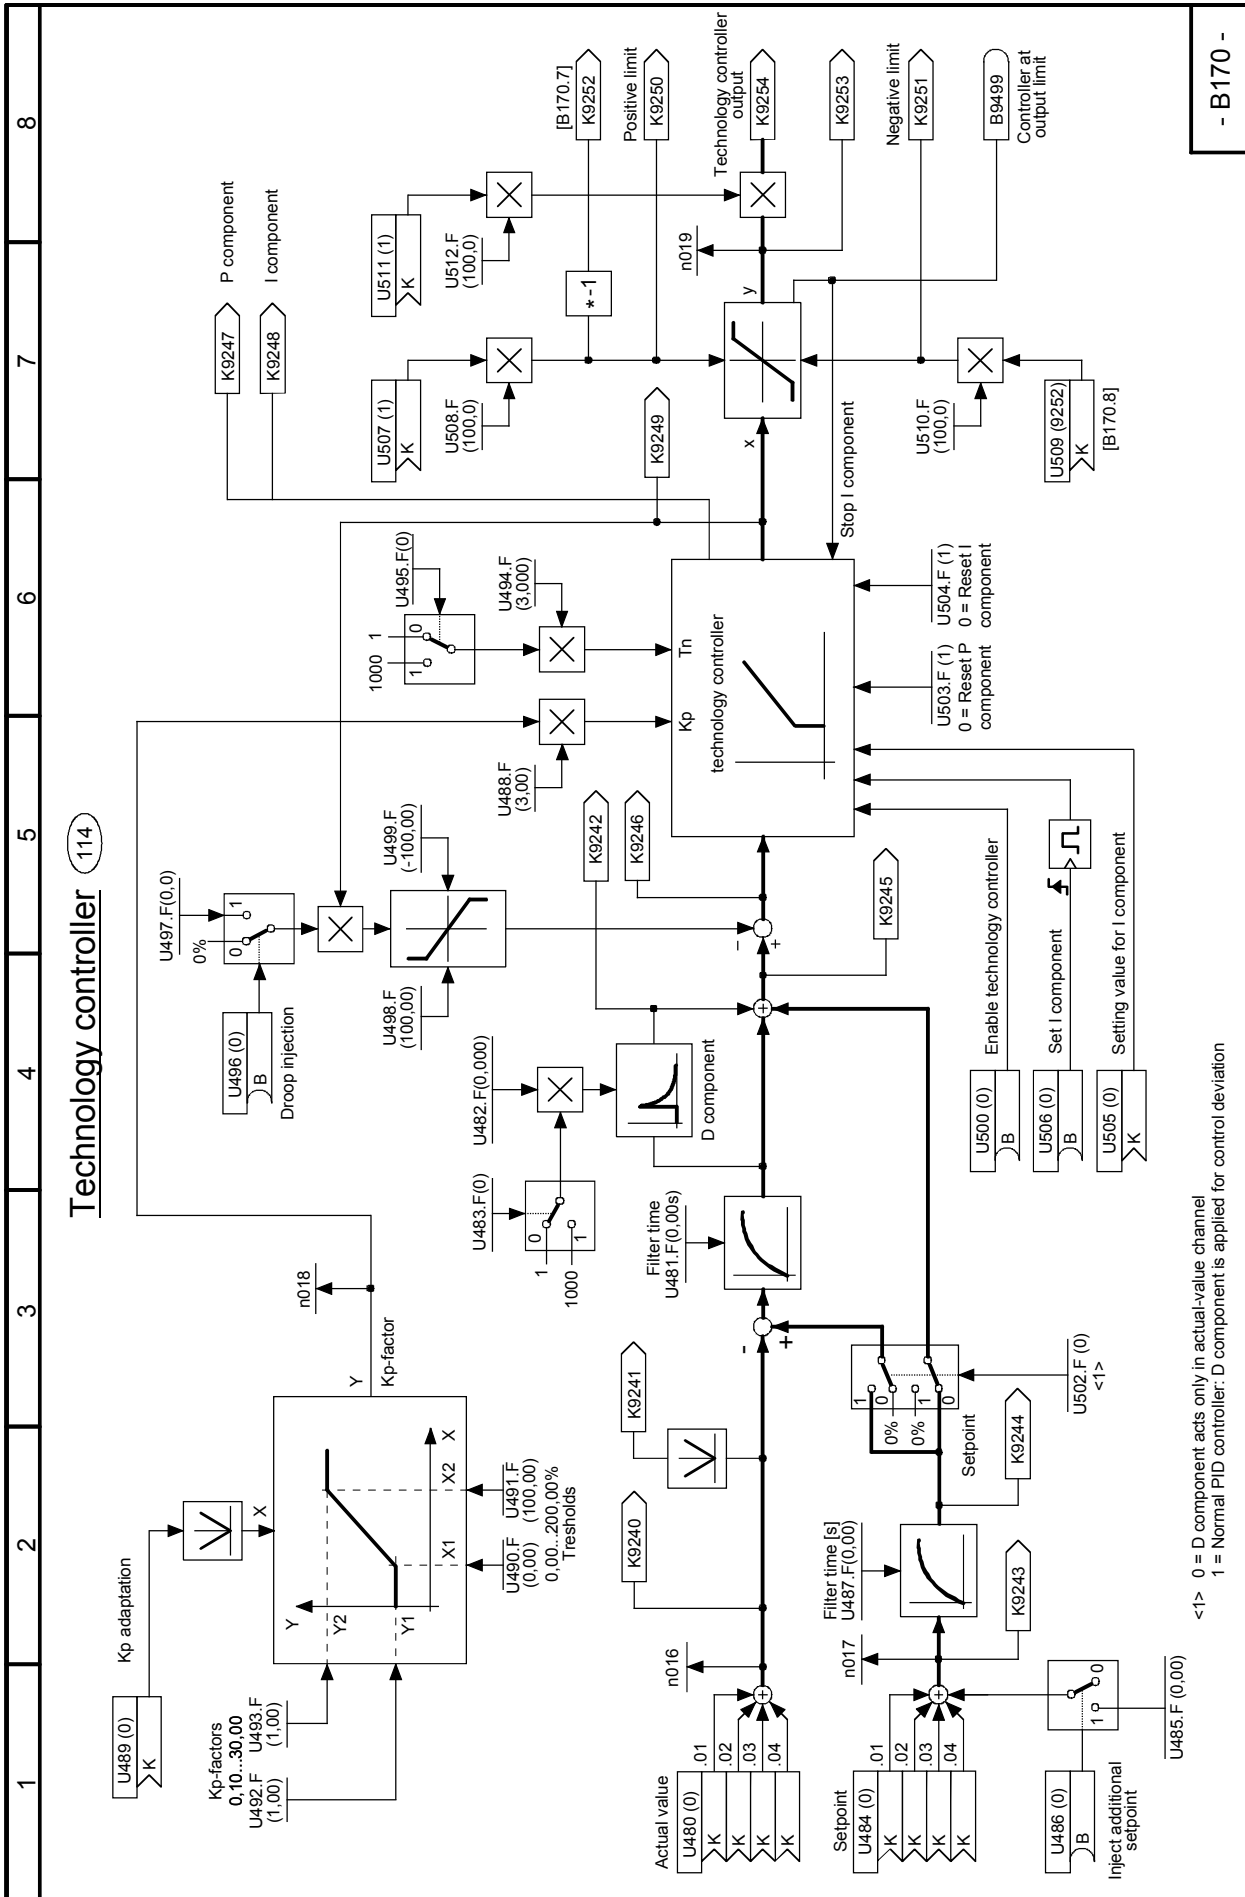 1
2
3
4
5
6
7
8
Technology controller
114
U489 (0)
K
Kp adaptation
Kp-factors
0,10...30,00
U492.F
(1,00)
U493.F
(1,00)
X
Y
Y2
Y1
X
X1
X2
U490.F
(0,00)
U491.F
(100,00)
0,00...200,00%
Tresholds
Y
Kp-factor
n018
U496 (0)
B
Droop injection
U497.F(0,0)
0%
0
1
U498.F
(100,00)
U499.F
(-100,00)
U488.F
(3,00)
1000
1
1
0
U495.F(0)
U494.F
(3,000)
Kp
Tn
technology controller
K9247
P component
K9248
I component
U507 (1)
K
U508.F
(100,0)
U511 (1)
K
U512.F
(100,0)
*-1
[B170.7]
K9252
Positive limit
K9250
Technology controller
output
K9254
K9253
Negative limit
K9251
B9499
Controller at
output limit
n019
x
y
K9249
U510.F
(100,0)
U509 (9252)
K
[B170.8]
Stop I component
U503.F (1)
0 = Reset P
component
U504.F (1)
0 = Reset I
component
Actual value
U480 (0)
K
K
K
K
.01
.02
.03
.04
+
n016
K9240
K9241
-
+
Filter time
U481.F(0,00s)
U483.F(0)
0
1
1
1000
U482.F(0,000)
D component
K9242
K9246
+
–
+
K9245
Setpoint
U484 (0)
K
K
K
K
.01
.02
.03
.04
+
n017
K9243
Filter time [s]
U487.F(0,00)
K9244
Setpoint
1
0
0%
0%
1
0
U502.F (0)
<1>
U486 (0)
B
Inject additional
setpoint
1
0
U485.F (0,00)
U500 (0)
B
Enable technology controller
U506 (0)
B
Set I component
U505 (0)
K
Setting value for I component
<1> 0 = D component acts only in actual-value channel
1 = Normal PID controller: D component is applied for control deviation
- B170 -